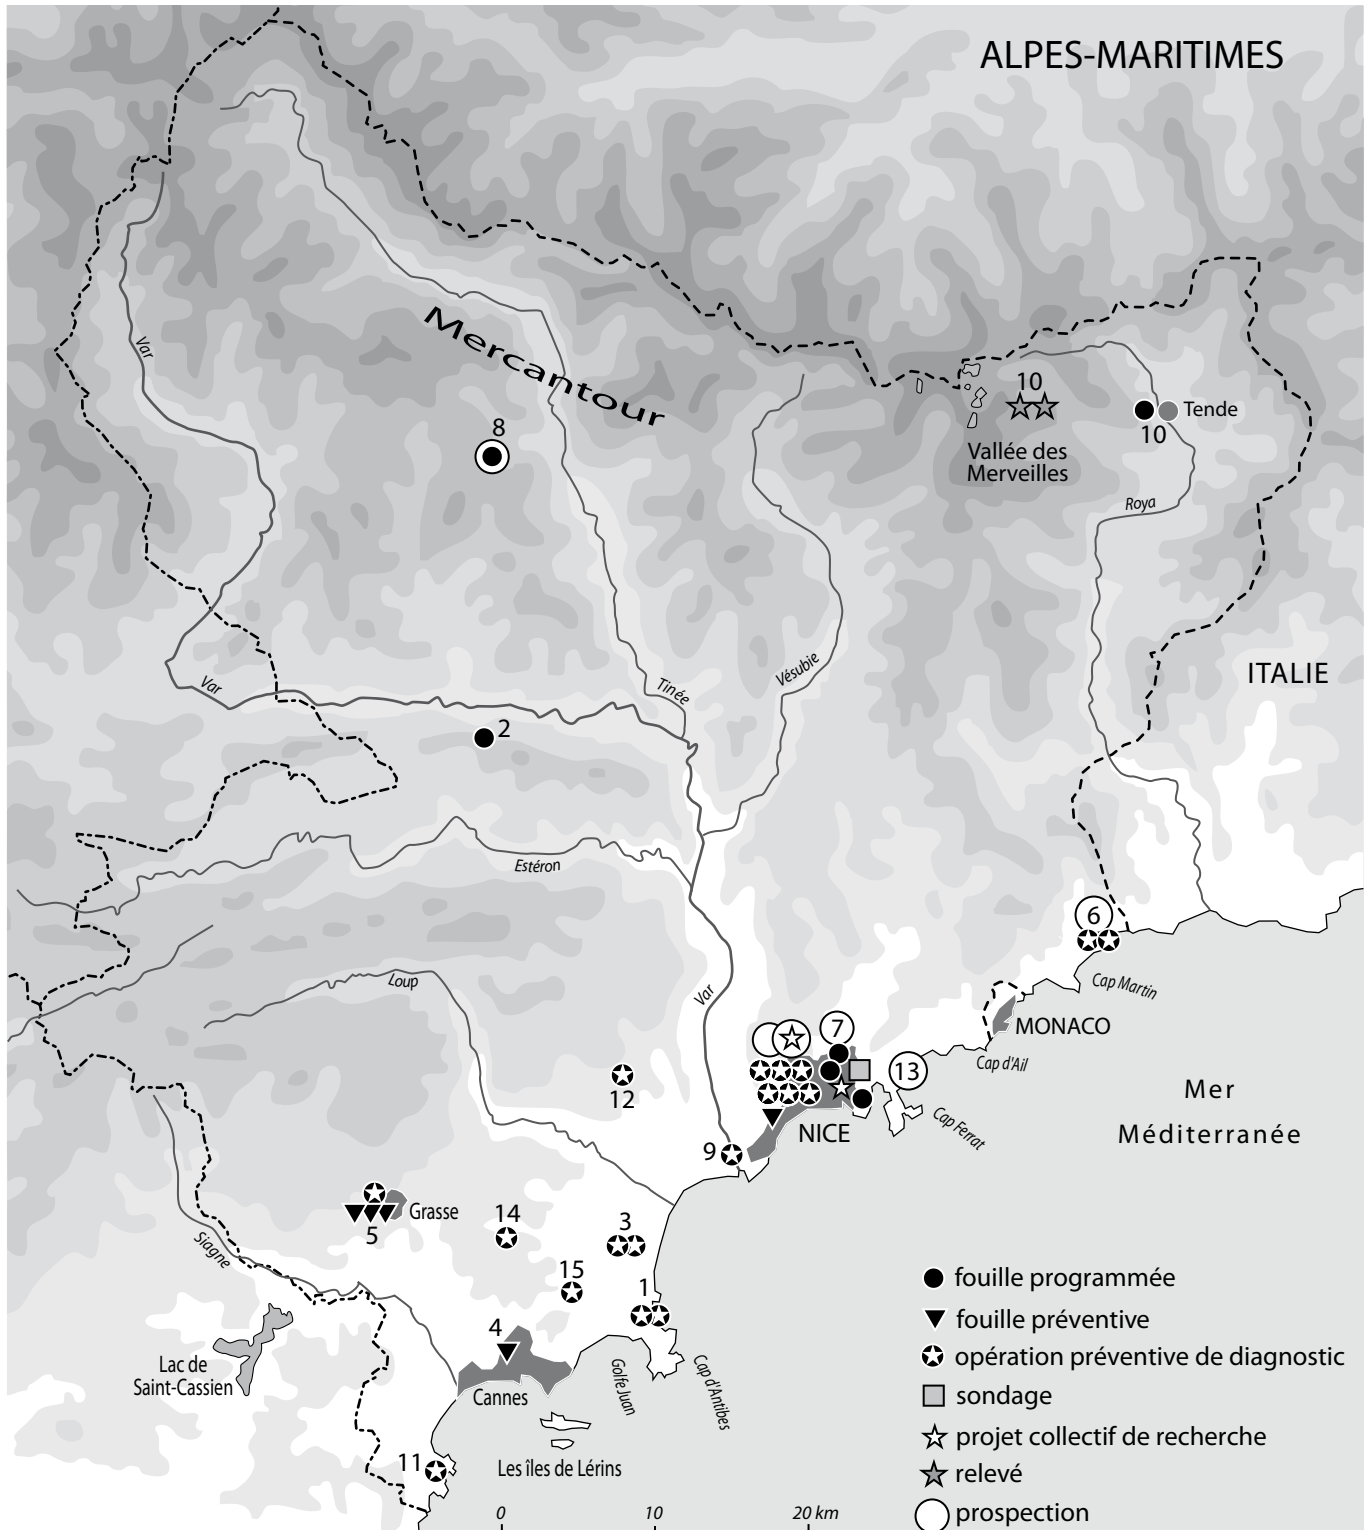 ALPES-MARITIMES
Mercantour
Var
8
10
Vallée des
Merveilles
10
Tende
Roya
ITALIE
Var
Tinée
Vésubie
2
Estéron
6
Cap Martin
Loup
Var
MONACO
Cap d'Ail
7
13
12
Mer
Méditerranée
Cap Ferrat
NICE
9
Grasse
5
14
3
Siagne
15
1
4
Lac de
Saint-Cassien
Cannes
Golfe Juan
Cap d'Antibes
11
Les îles de Lérins
fouille programmée
fouille préventive
opération préventive de diagnostic
sondage
projet collectif de recherche
relevé
prospection
0 10 20 km